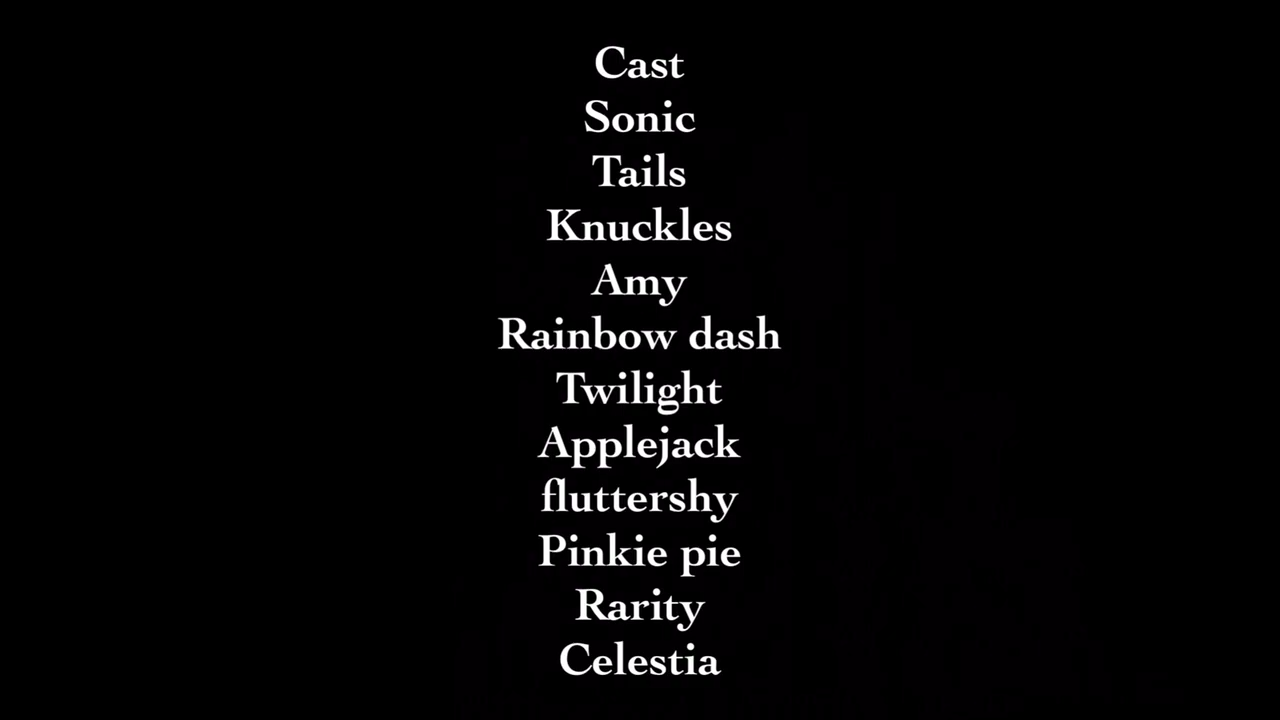 Cast
Sonic
Tails
Knuckles
Amy
Rainbow dash
Twilight
Applejack
fluttershy
Pinkie pie
Rarity
Celestia